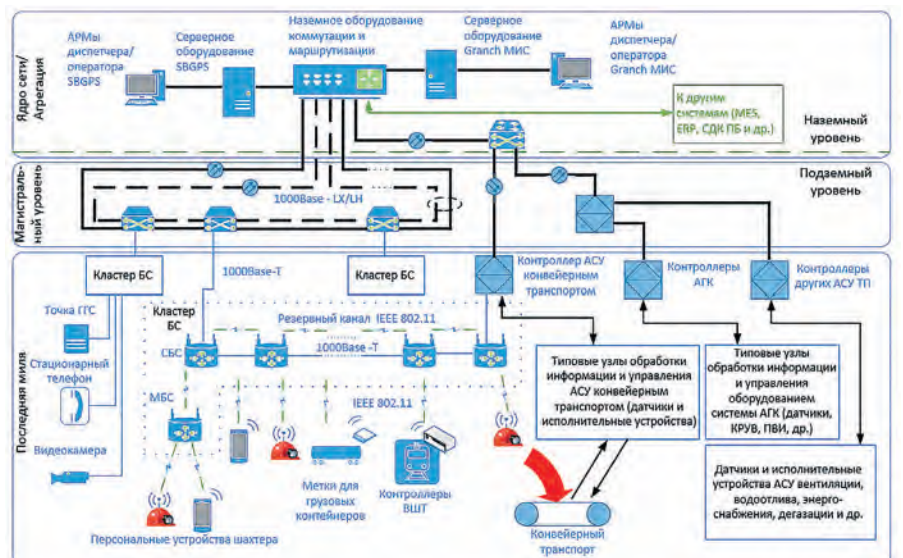 Ядро сети/
Агрегация
АРМы
диспетчера/
оператора
SBGPS
Серверное
оборудование
SBGPS
Наземное оборудование
коммутации и
маршрутизации
Серверное
оборудование
Granch МИС
АРМы
диспетчера/
оператора
Granch МИС
К другим
системам (MES,
ERP, СДК ПБ и др.)
Наземный
уровень
Магистраль-
ный уровень
1000Base - LX/LH
Подземный
уровень
Последняя миля
Кластер БС
1000Base-T
Кластер БС
Контроллер АСУ
конвейерным
транспортом
Контроллеры
АГК
Контроллеры
других АСУ ТП
Точка ГГС
Стационарный
телефон
Видеокамера
Кластер
БС
Резервный канал IEEE 802.11
СБС
1000Base -T
МБС
IEEE 802.11
Метки для
грузовых
контейнеров
Контроллеры
ВШТ
Персональные устройства шахтера
Типовые узлы обработки
информации и управления
АСУ конвейерным
транспортом (датчики и
исполнительные устройства)
Типовые узлы
обработки информации
и управления
оборудованием
системы АГК (датчики,
КРУВ, ПВИ, др.)
Датчики и исполнительные
устройства АСУ вентиляции,
водоотлива, энерго-
снабжения, дегазации и др.
Конвейерный
транспорт